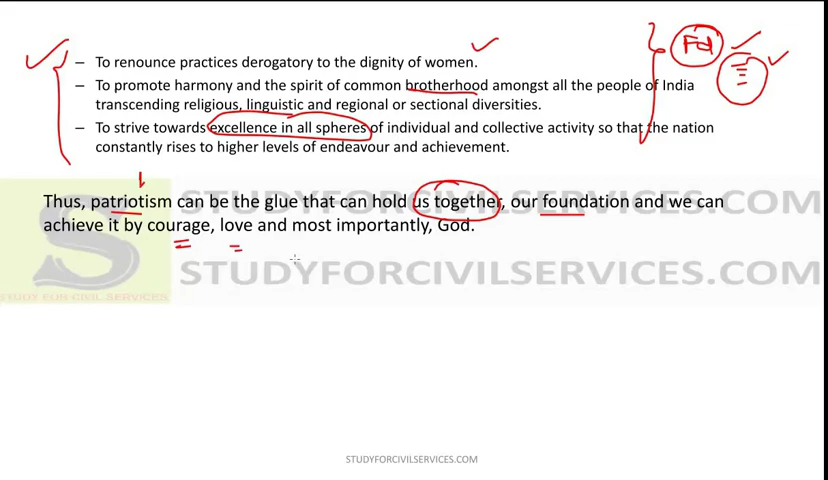 – To renounce practices derogatory to the dignity of women.
Fd
– To promote harmony and the spirit of common brotherhood amongst all the people of India
transcending religious, linguistic and regional or sectional diversities.
– To strive towards excellence in all spheres of individual and collective activity so that the nation
constantly rises to higher levels of endeavour and achievement.
Thus, patriotism can be the glue that can hold us together, our foundation and we can
achieve it by courage, love and most importantly, God.
STUDYFORCIVILSERVICES.COM
STUDYFORCIVILSERVICES.COM
S
STUDY FOR CIVIL SERVICES
STUDYFORCIVILSERVICES.COM